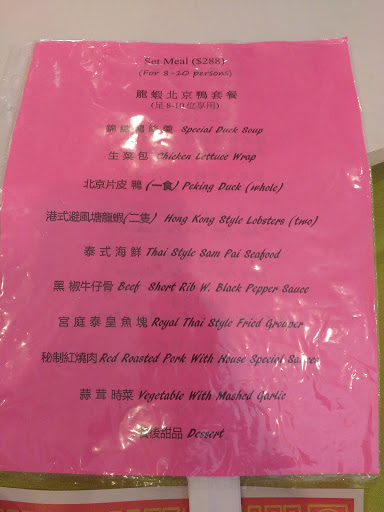 Set Meal ($288)
(For 8-10 persons)
龍蝦北京鴨套餐
(足8-10位享用)
鴨 Special Duck Soup
生菜包 Chicken Lettuce Wrap
北京片皮鴨(一食) Peking Duck (whole)
港式避風塘龍蝦(二隻) Hong Kong Style Lobsters (two)
泰式海鮮 Thai Style Sam Pai Seafood
黑椒牛仔骨 Beef Short Rib W. Black Pepper Sauce
宮庭泰皇魚塊 Royal Thai Style Fried Grouper
秘制紅燒肉 Red Roasted Pork With House Special Sauce
蒜茸時菜 Vegetable With Mashed Garlic
後甜品 Dessert